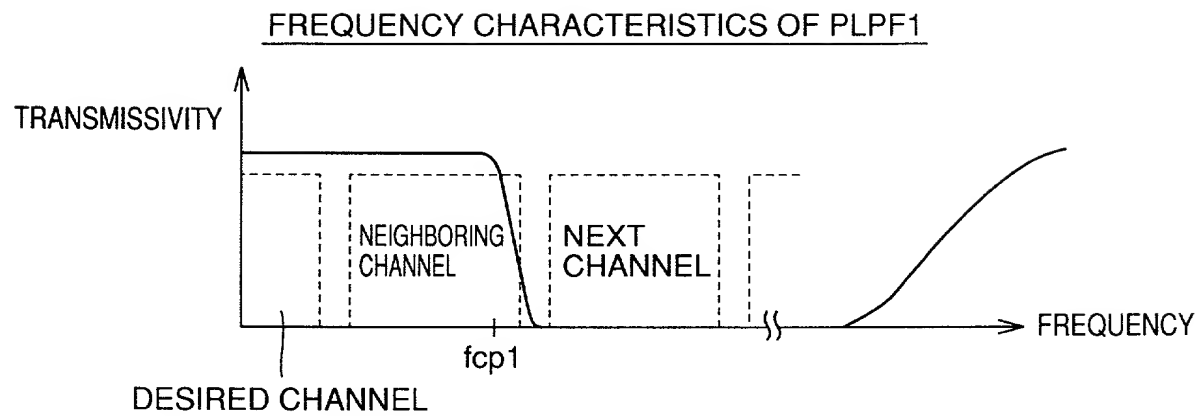 FREQUENCY CHARACTERISTICS OF PLPF1
TRANSMISSIVITY
NEIGHBORING
CHANNEL
NEXT
CHANNEL
FREQUENCY
fcp1
DESIRED CHANNEL